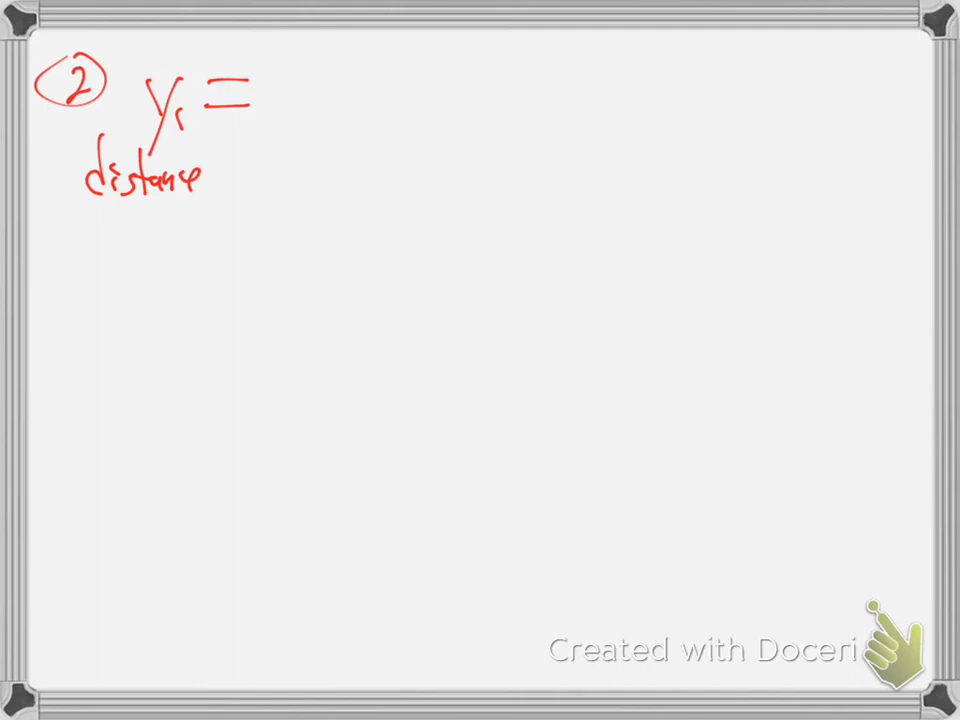 ② y₁ =
distance
Created with Doceri